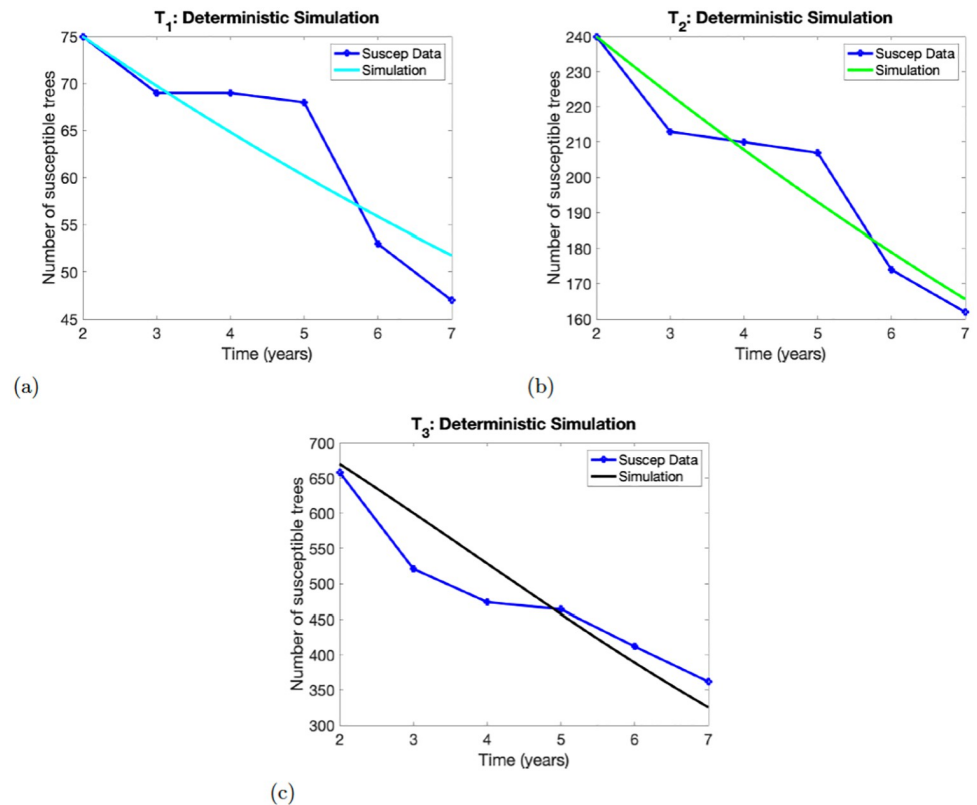 T1: Deterministic Simulation
75
70
65
60
55
50
45
Number of susceptible trees
Suscep Data
Simulation
2 3 4 5 6 7
Time (years)
(a)
T2: Deterministic Simulation
240
230
220
210
200
190
180
170
160
Number of susceptible trees
Suscep Data
Simulation
2 3 4 5 6 7
Time (years)
(b)
T3: Deterministic Simulation
700
650
600
550
500
450
400
350
300
Number of susceptible trees
Suscep Data
Simulation
2 3 4 5 6 7
Time (years)
(c)